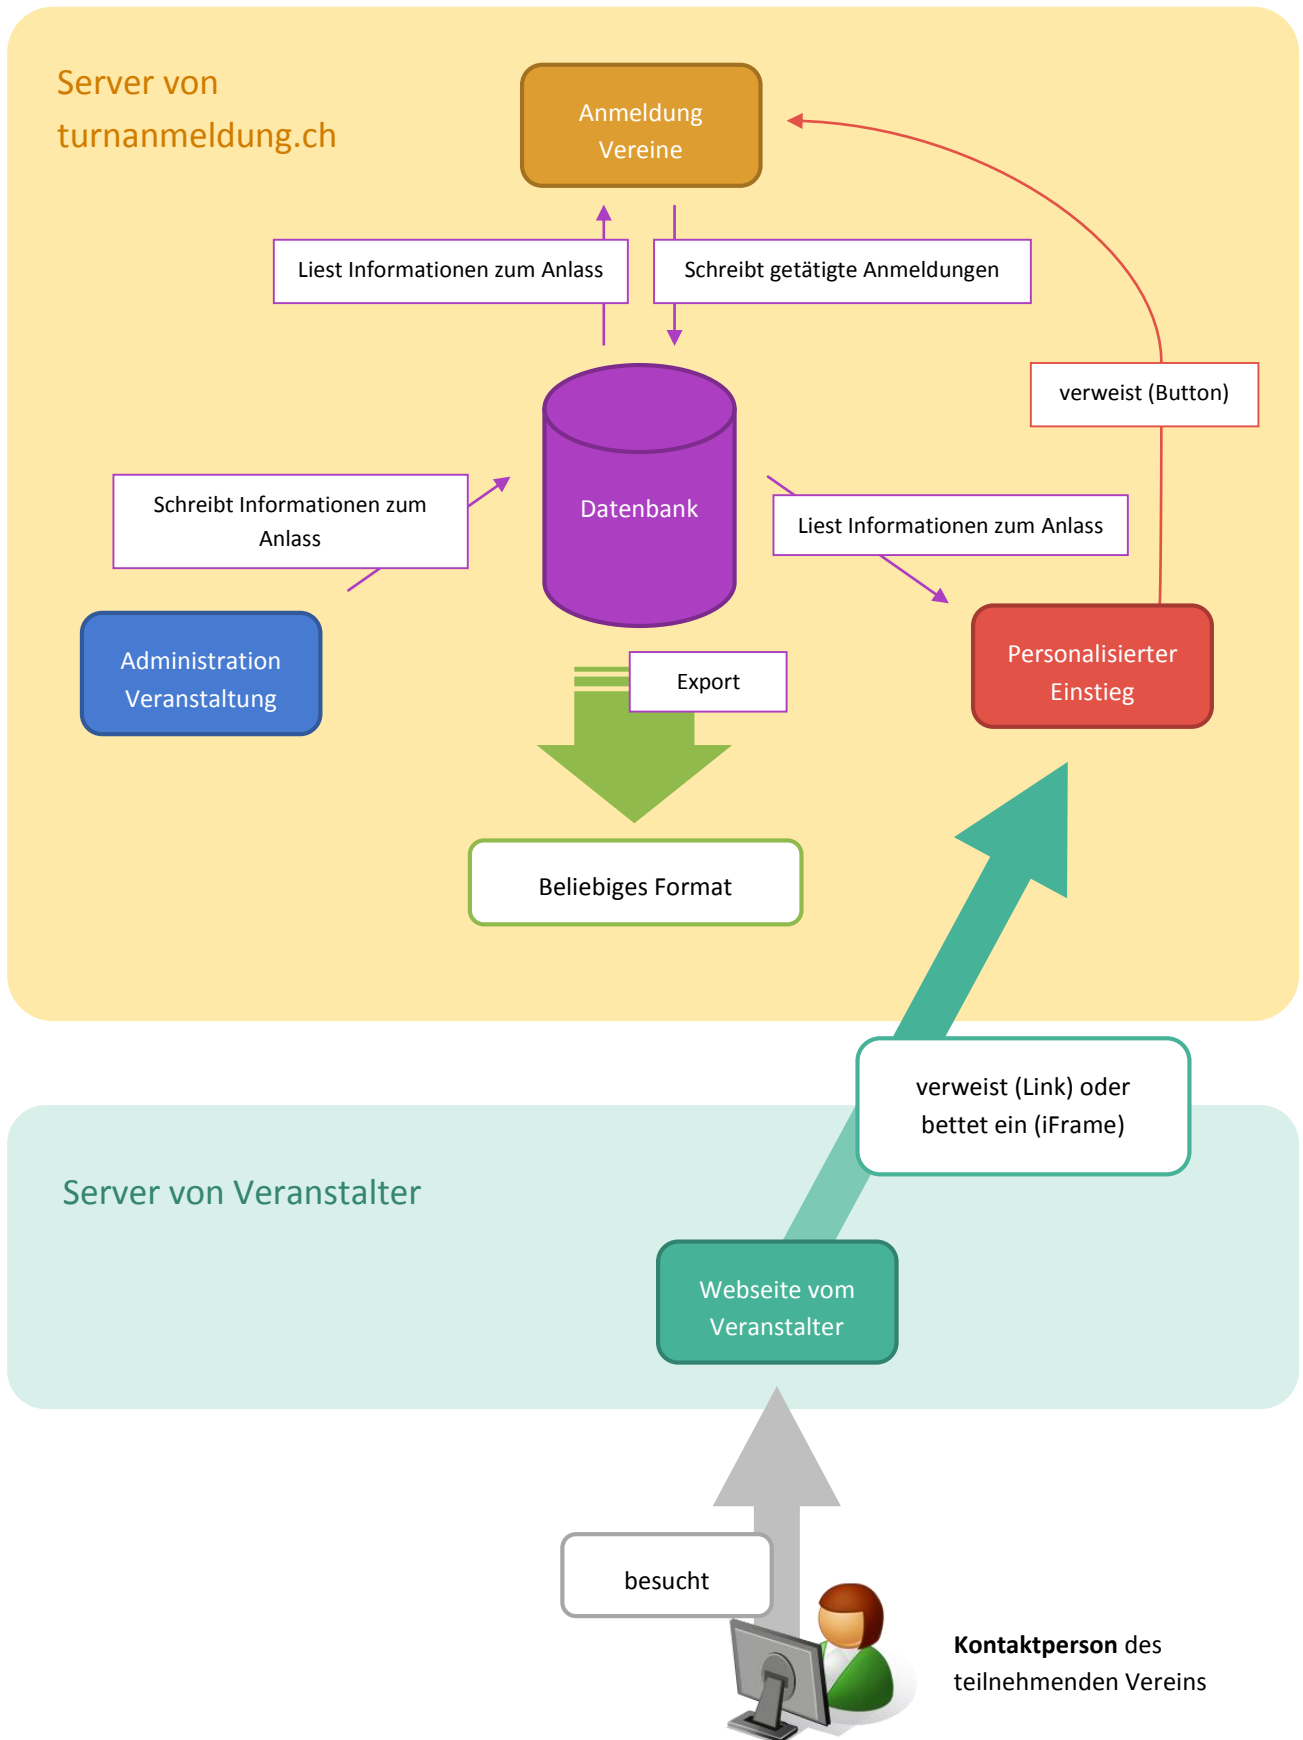 Server von
turnanmeldung.ch
Anmeldung
Vereine
Liest Informationen zum Anlass
Schreibt getätigte Anmeldungen
verweist (Button)
Schreibt Informationen zum
Anlass
Datenbank
Liest Informationen zum Anlass
Administration
Veranstaltung
Export
Personalisierter
Einstieg
Beliebiges Format
verweist (Link) oder
bettet ein (iFrame)
Server von Veranstalter
Webseite vom
Veranstalter
besucht
Kontaktperson des
teilnehmenden Vereins